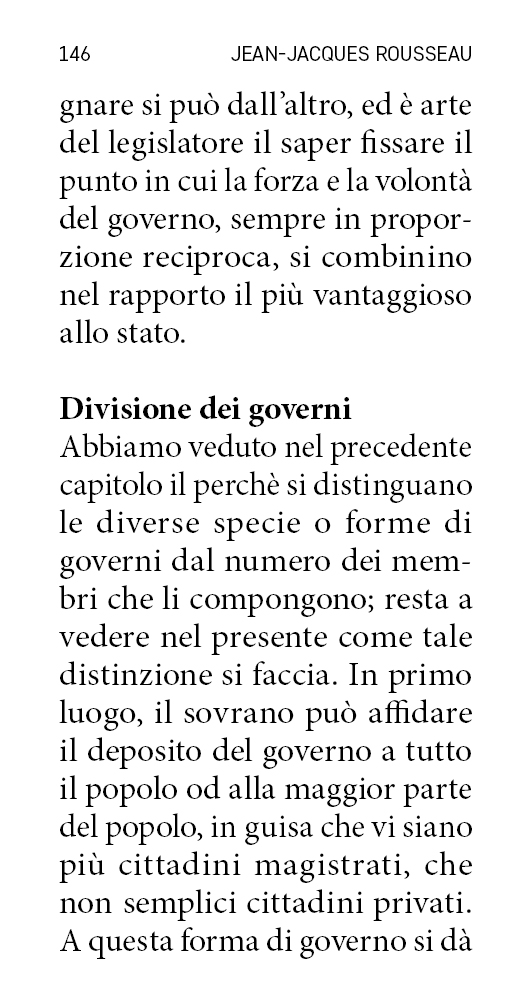 146
JEAN-JACQUES ROUSSEAU
gnare si può dall’altro, ed è arte
del legislatore il saper fissare il
punto in cui la forza e la volontà
del governo, sempre in propor-
zione reciproca, si combinino
nel rapporto il più vantaggioso
allo stato.
Divisione dei governi
Abbiamo veduto nel precedente
capitolo il perchè si distinguano
le diverse specie o forme di
governi dal numero dei mem-
bri che li compongono; resta a
vedere nel presente come tale
distinzione si faccia. In primo
luogo, il sovrano può affidare
il deposito del governo a tutto
il popolo od alla maggior parte
del popolo, in guisa che vi siano
più cittadini magistrati, che
non semplici cittadini privati.
A questa forma di governo si dà